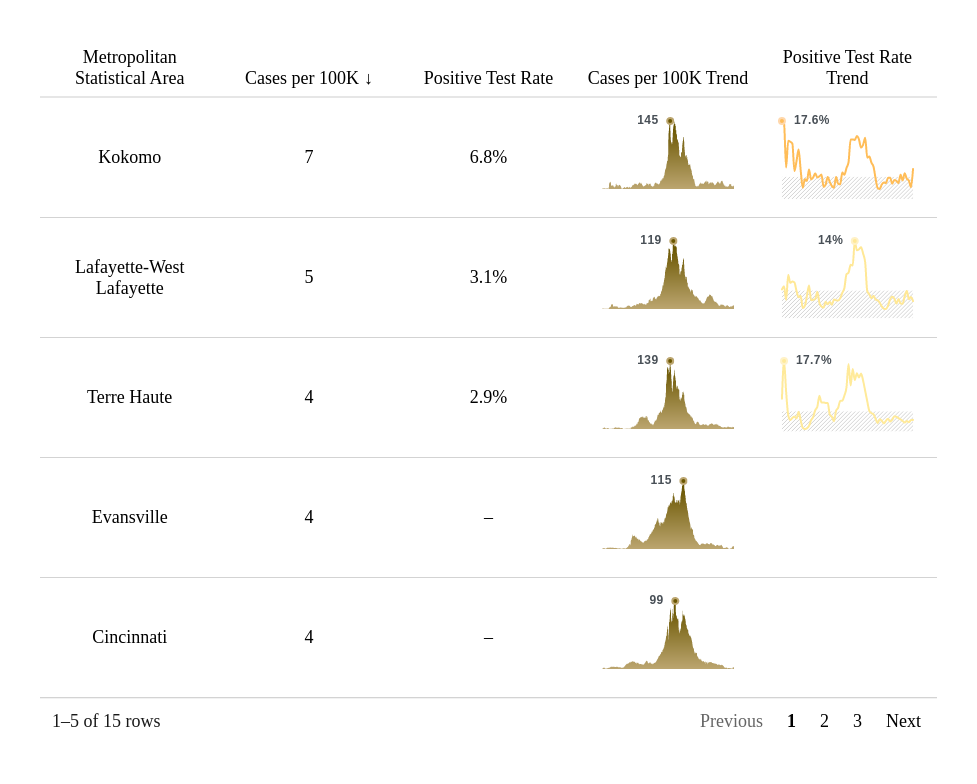 Metropolitan
Statistical Area
Cases per 100K ↓
Positive Test Rate
Cases per 100K Trend
Positive Test Rate
Trend
Kokomo
7
6.8%
145
17.6%
Lafayette-West
Lafayette
5
3.1%
119
14%
Terre Haute
4
2.9%
139
17.7%
Evansville
4
–
115
Cincinnati
4
–
99
1–5 of 15 rows
Previous 1 2 3 Next